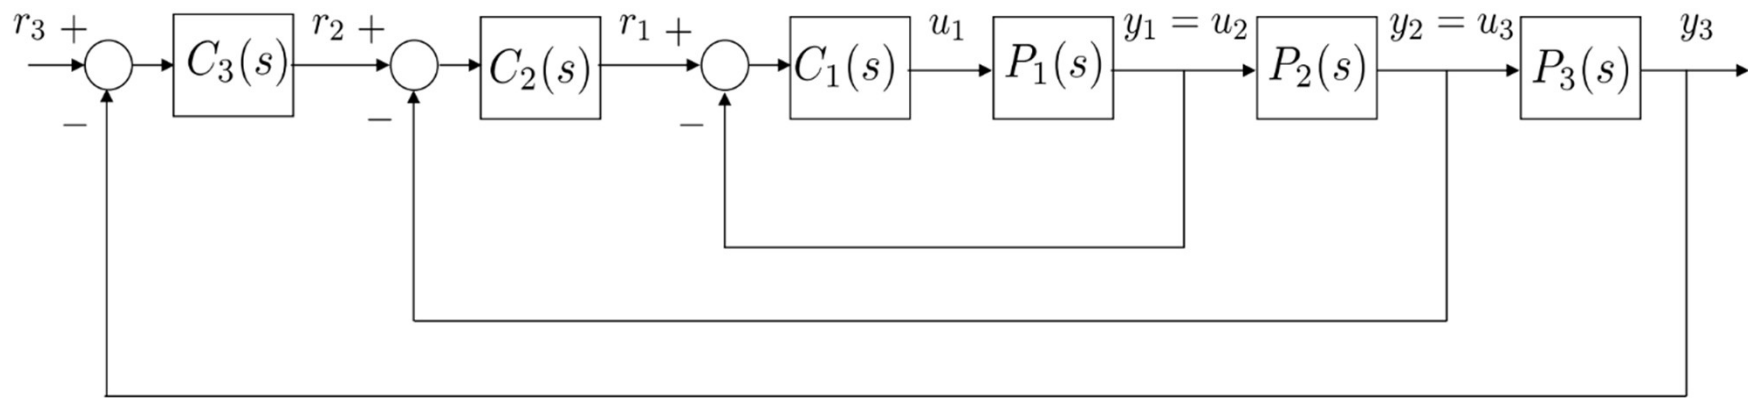 r₃ + C₃(s) r₂ + C₂(s) r₁ + C₁(s) u₁ P₁(s) y₁ = u₂ P₂(s) y₂ = u₃ P₃(s) y₃
− − −